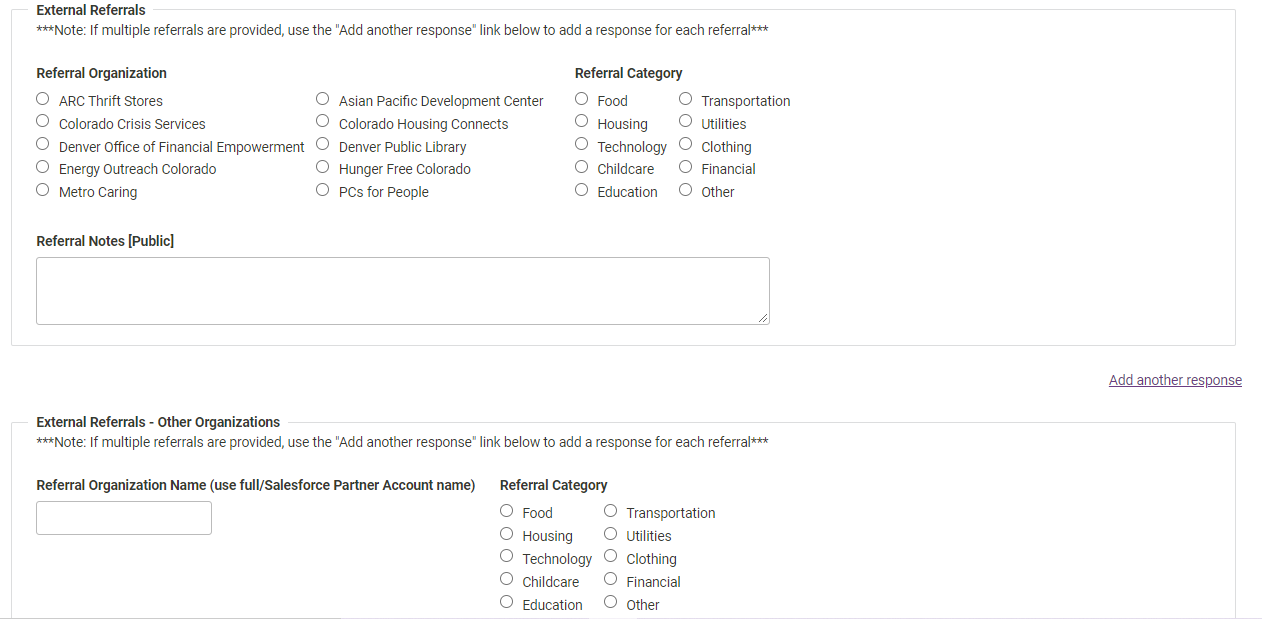 External Referrals
***Note: If multiple referrals are provided, use the "Add another response" link below to add a response for each referral***
Referral Organization
ARC Thrift Stores
Asian Pacific Development Center
Colorado Crisis Services
Colorado Housing Connects
Denver Office of Financial Empowerment
Denver Public Library
Energy Outreach Colorado
Hunger Free Colorado
Metro Caring
PCs for People
Referral Category
Food
Transportation
Housing
Utilities
Technology
Clothing
Childcare
Financial
Education
Other
Referral Notes [Public]
Add another response
External Referrals - Other Organizations
***Note: If multiple referrals are provided, use the "Add another response" link below to add a response for each referral***
Referral Organization Name (use full/Salesforce Partner Account name)
Referral Category
Food
Transportation
Housing
Utilities
Technology
Clothing
Childcare
Financial
Education
Other